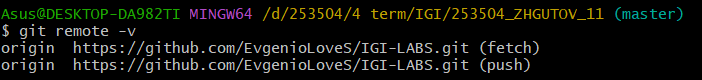 Asus@DESKTOP-DA982TI MINGW64 /d/253504/4 term/IGI/253504_ZHGUTOV_11 (master)
$ git remote -v
origin  https://github.com/EvgenioLoveS/IGI-LABS.git (fetch)
origin  https://github.com/EvgenioLoveS/IGI-LABS.git (push)